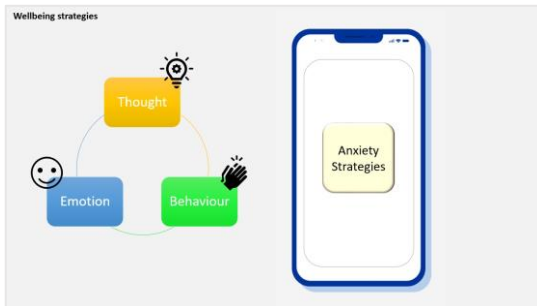 Wellbeing strategies
Thought
Emotion
Behaviour
Anxiety
Strategies